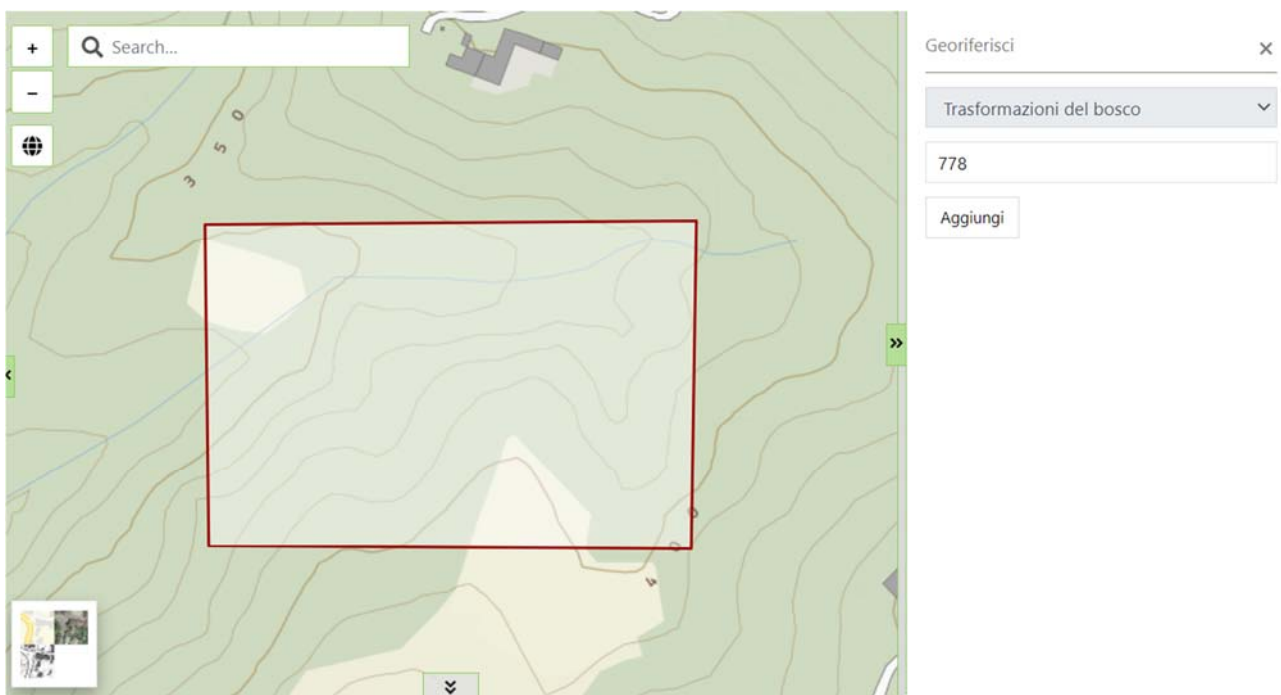 +
Search...
−
350
400
Georiferisci
×
Trasformazioni del bosco
778
Aggiungi